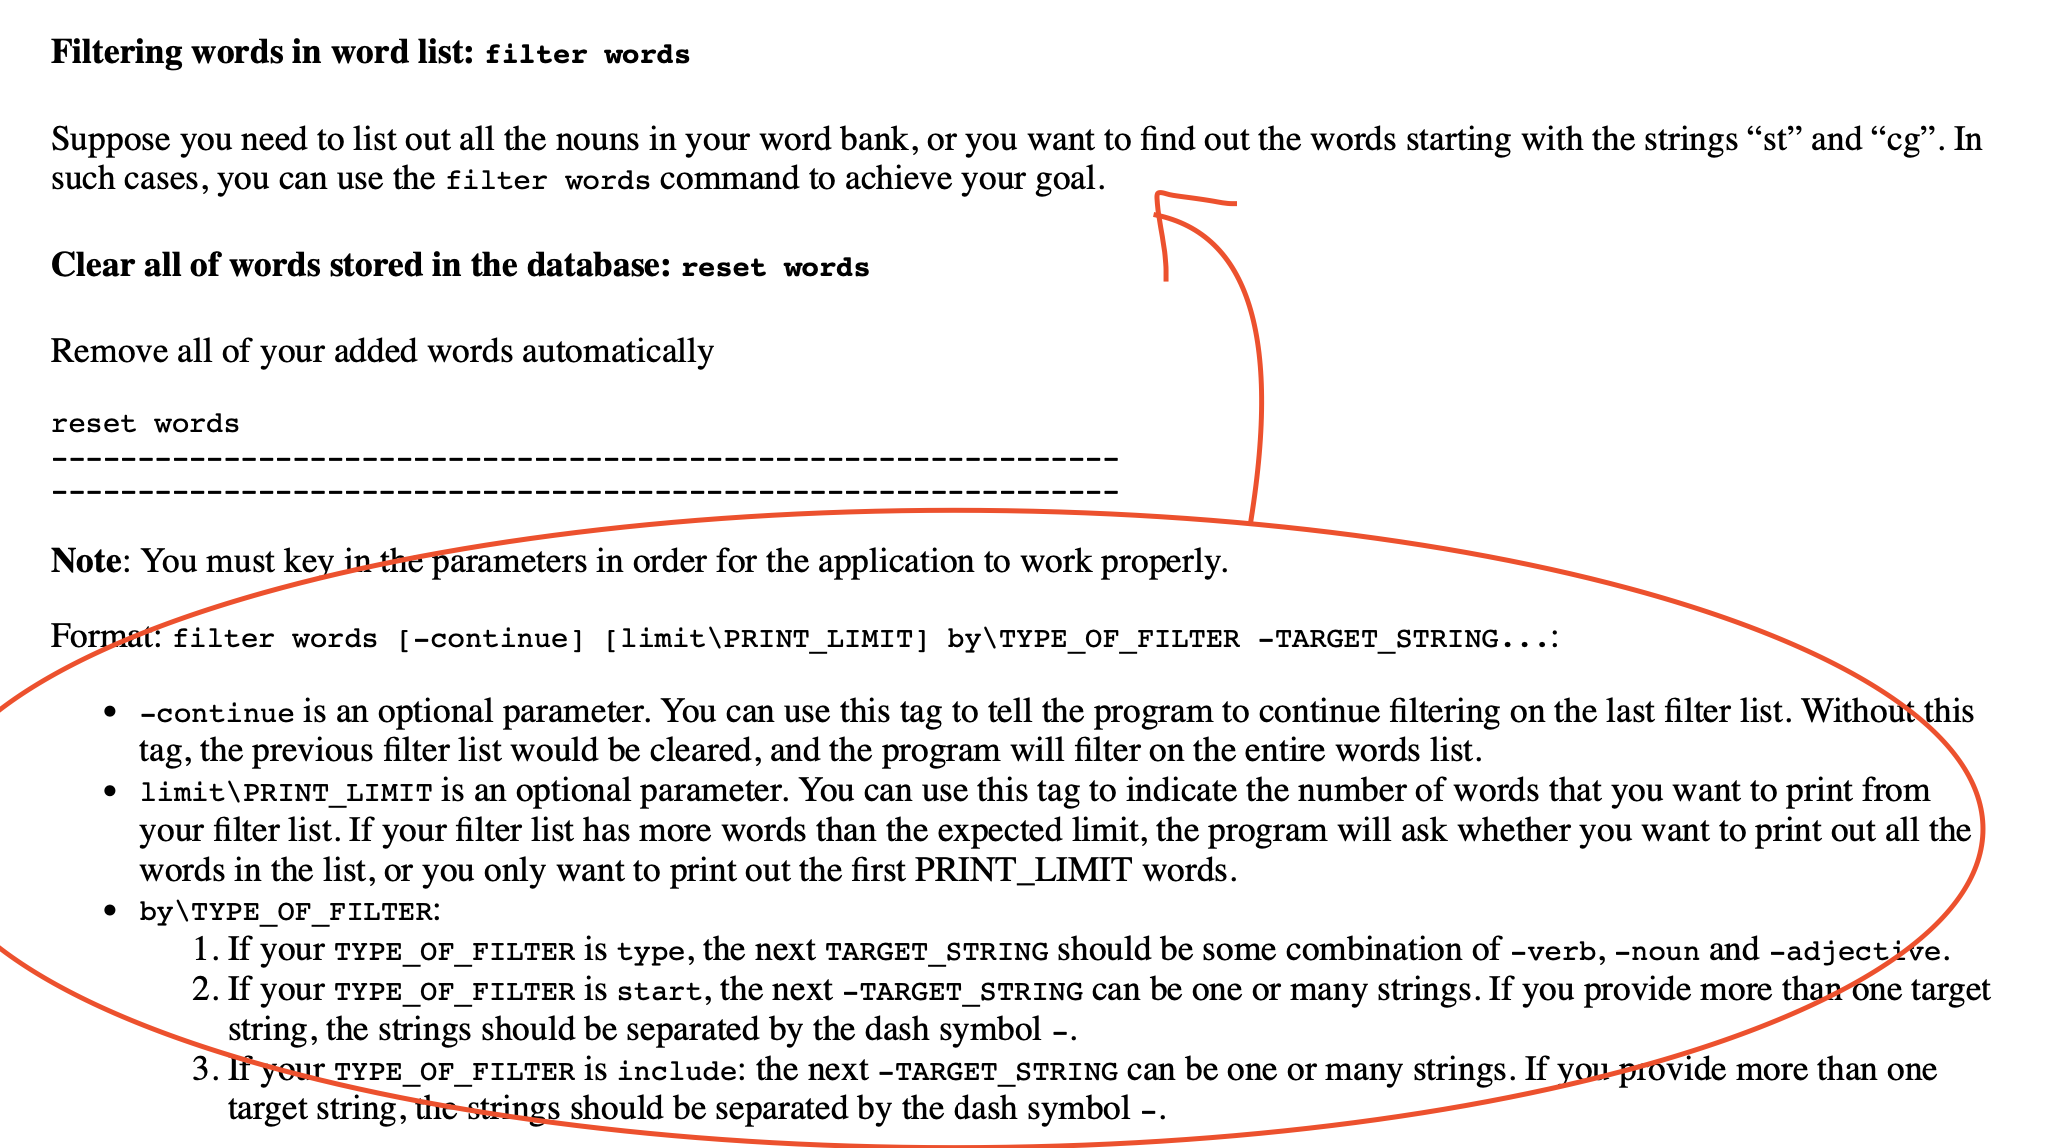 Filtering words in word list: filter words
Suppose you need to list out all the nouns in your word bank, or you want to find out the words starting with the strings “st” and “cg”. In
such cases, you can use the filter words command to achieve your goal.
Clear all of words stored in the database: reset words
Remove all of your added words automatically
reset words
--------------------------------------------------------------
--------------------------------------------------------------
Note: You must key in the parameters in order for the application to work properly.
Format: filter words [-continue] [limit\PRINT_LIMIT] by\TYPE_OF_FILTER -TARGET_STRING...:
• -continue is an optional parameter. You can use this tag to tell the program to continue filtering on the last filter list. Without this
tag, the previous filter list would be cleared, and the program will filter on the entire words list.
• limit\PRINT_LIMIT is an optional parameter. You can use this tag to indicate the number of words that you want to print from
your filter list. If your filter list has more words than the expected limit, the program will ask whether you want to print out all the
words in the list, or you only want to print out the first PRINT_LIMIT words.
• by\TYPE_OF_FILTER:
1. If your TYPE_OF_FILTER is type, the next TARGET_STRING should be some combination of -verb, -noun and -adjective.
2. If your TYPE_OF_FILTER is start, the next -TARGET_STRING can be one or many strings. If you provide more than one target
string, the strings should be separated by the dash symbol -.
3. If your TYPE_OF_FILTER is include: the next -TARGET_STRING can be one or many strings. If you provide more than one
target string, the strings should be separated by the dash symbol -.